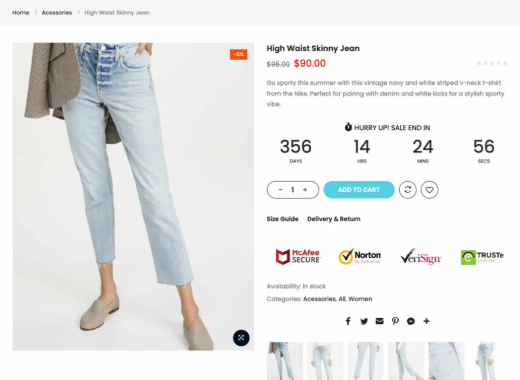 Home > Acessories > High Waist Skinny Jean
-5%
High Waist Skinny Jean
$95.00 $90.00
Go sporty this summer with this vintage navy and white striped v-neck t-shirt
from the Nike. Perfect for pairing with denim and white kicks for a stylish sporty
vibe.
HURRY UP! SALE END IN
356 14 24 56
DAYS HRS MINS SECS
− 1 + ADD TO CART
Size Guide Delivery & Return
McAfee SECURE
Norton by Symantec
VeriSign
TRUSTe
Availability: In stock
Categories: Acessories, All, Women